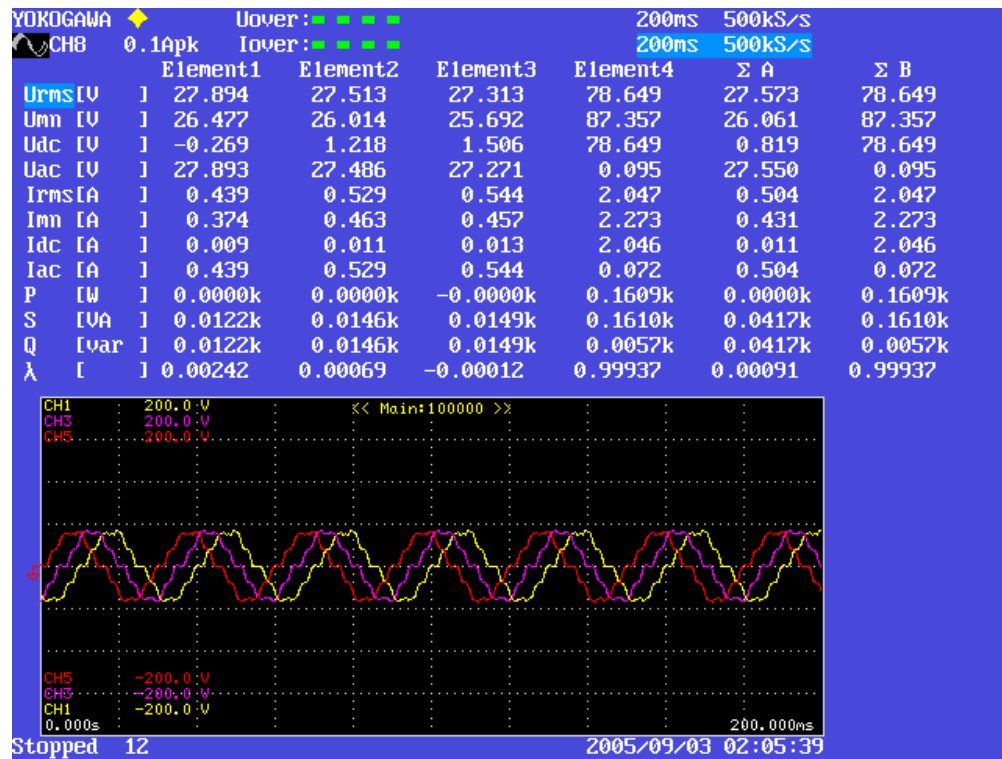 YOKOGAWA Uover: 200ms 500kS/s
CH8 0.1Apk Iover: 200ms 500kS/s
Element1 Element2 Element3 Element4 Σ A Σ B
Urms[V ] 27.894 27.513 27.313 78.649 27.573 78.649
Umn [V ] 26.477 26.014 25.692 87.357 26.061 87.357
Udc [V ] -0.269 1.218 1.506 78.649 0.819 78.649
Uac [V ] 27.893 27.486 27.271 0.095 27.550 0.095
Irms[A ] 0.439 0.529 0.544 2.047 0.504 2.047
Imn [A ] 0.374 0.463 0.457 2.273 0.431 2.273
Idc [A ] 0.009 0.011 0.013 2.046 0.011 2.046
Iac [A ] 0.439 0.529 0.544 0.072 0.504 0.072
P [W ] 0.0000k 0.0000k -0.0000k 0.1609k 0.0000k 0.1609k
S [VA ] 0.0122k 0.0146k 0.0149k 0.1610k 0.0417k 0.1610k
Q [var ] 0.0122k 0.0146k 0.0149k 0.0057k 0.0417k 0.0057k
λ [ ] 0.00242 0.00069 -0.00012 0.99937 0.00091 0.99937
CH1 200.0 V << Main:100000 >>
CH3 200.0 V
CH5 200.0 V
CH5 -200.0 V
CH3 -200.0 V
CH1 -200.0 V
0.000s 200.000ms
Stopped 12 2005/09/03 02:05:39